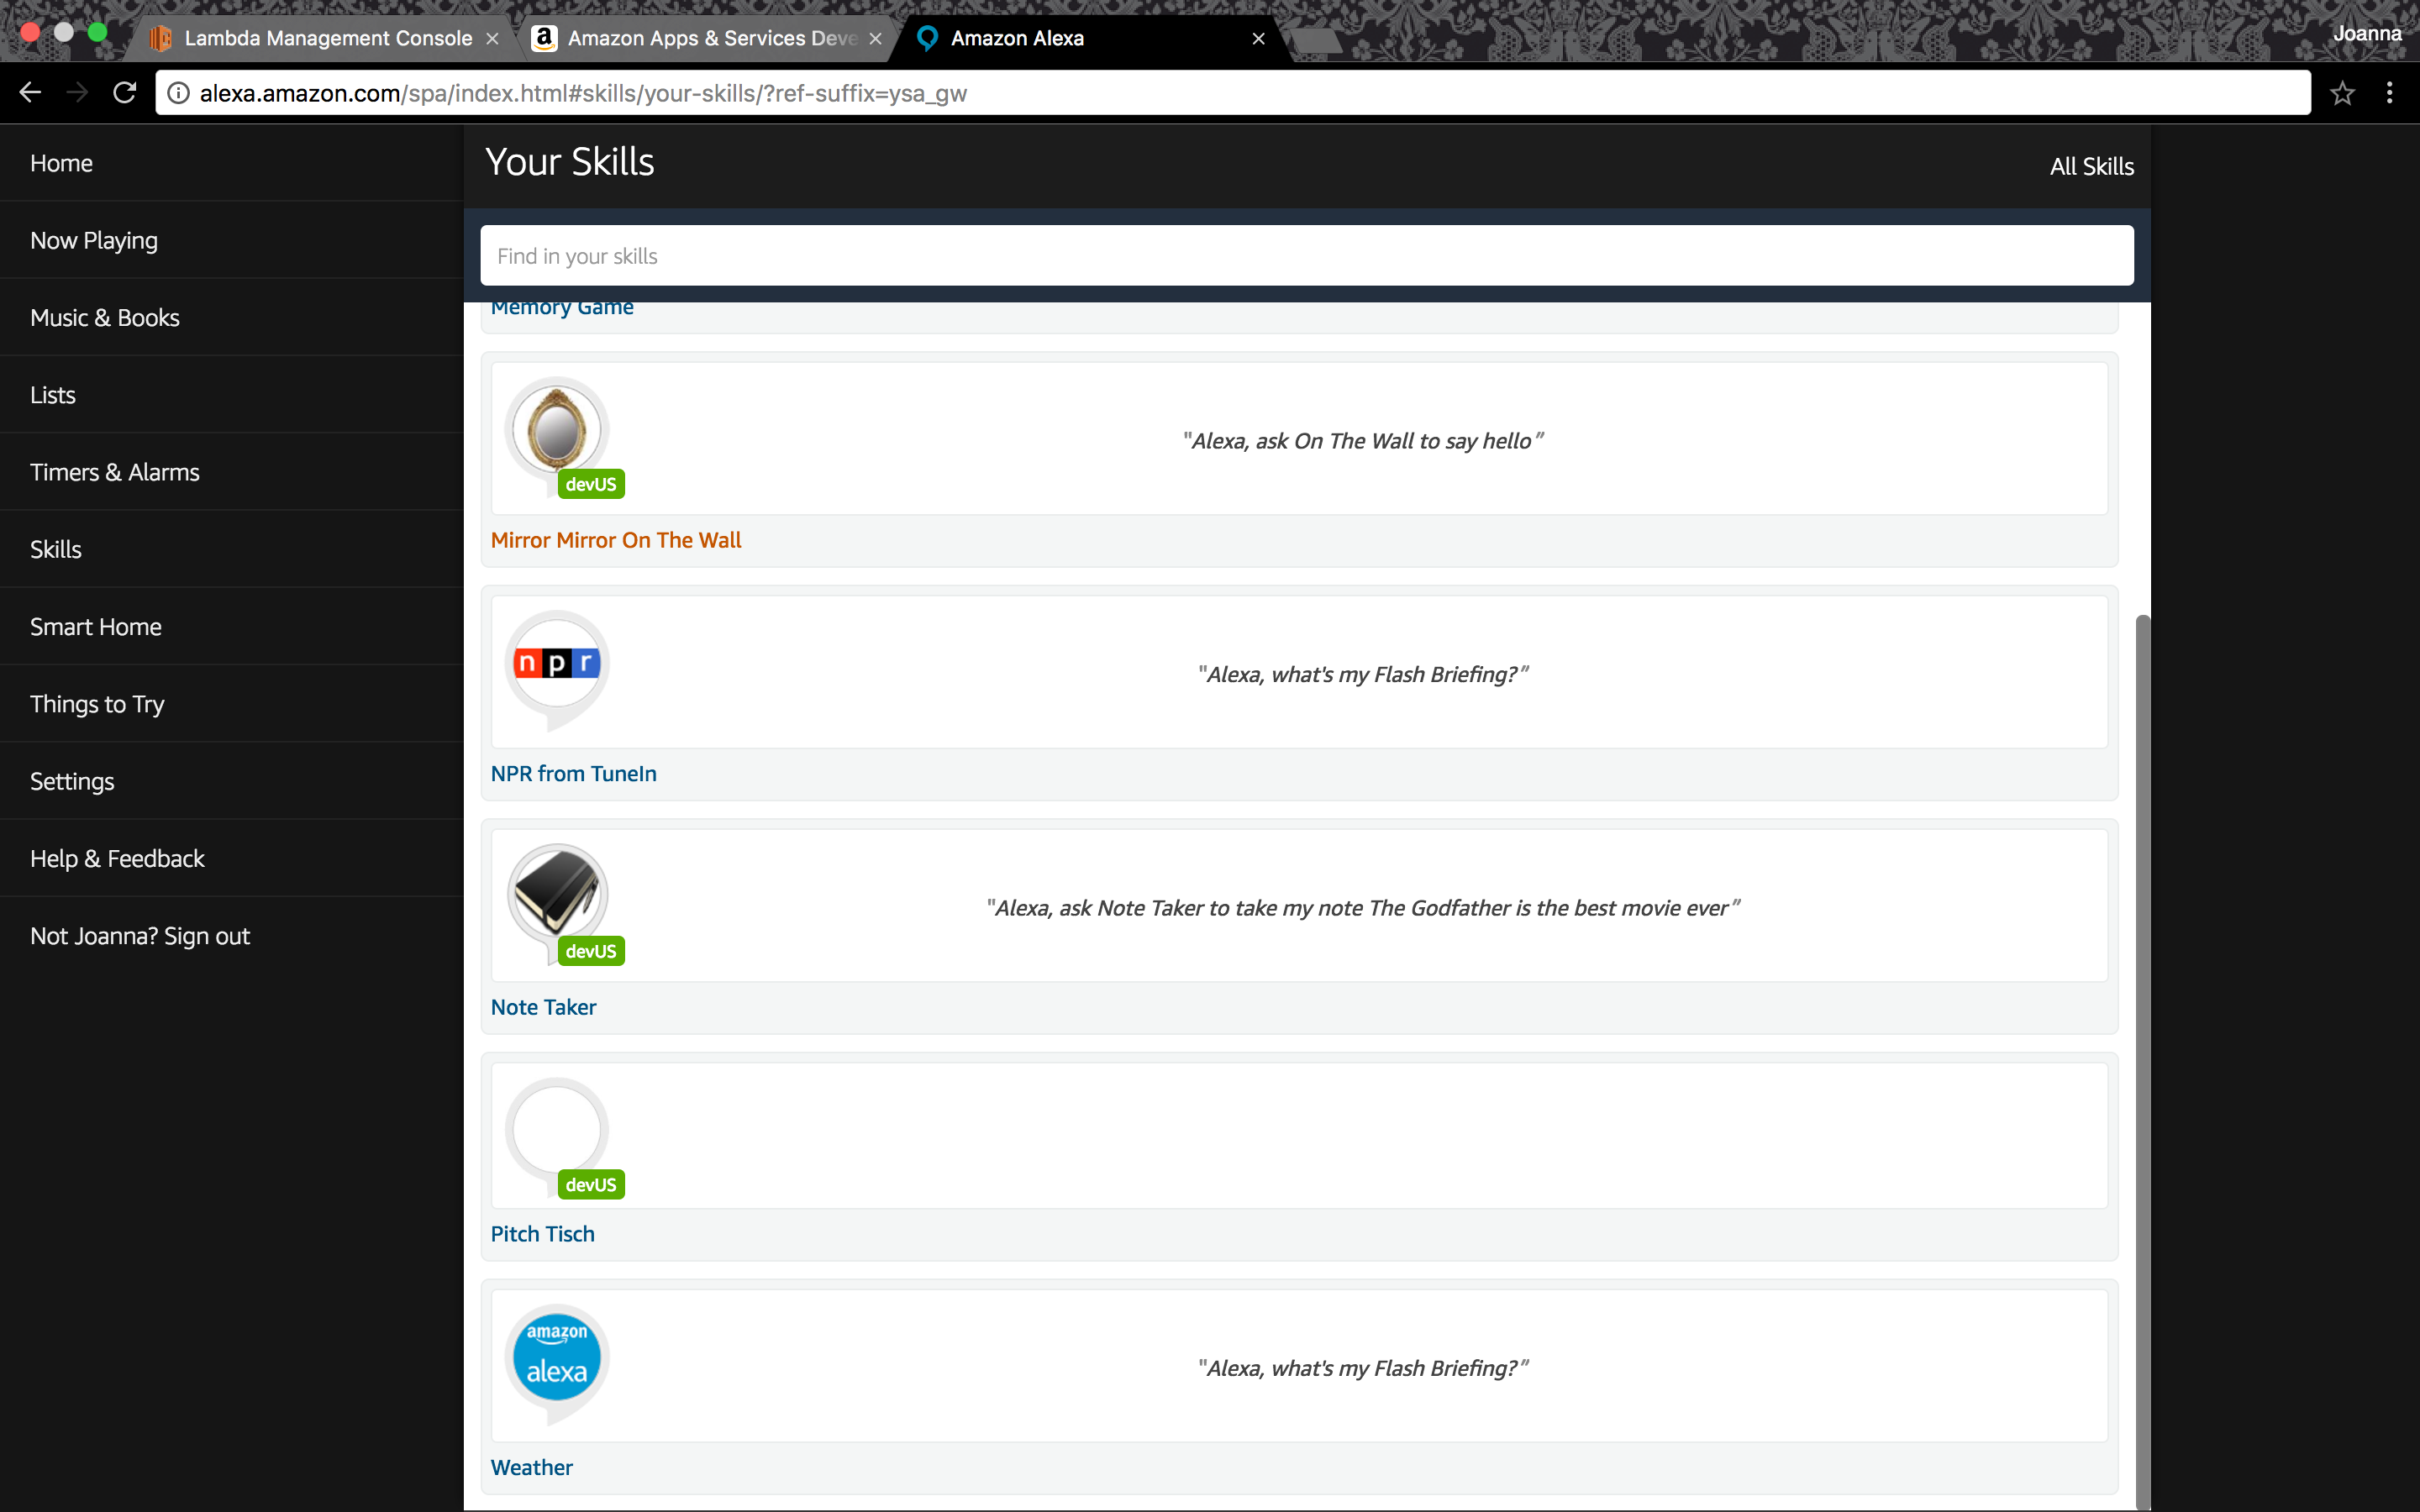 Lambda Management Console
Amazon Apps & Services Deve
Amazon Alexa
Joanna
alexa.amazon.com/spa/index.html#skills/your-skills/?ref-suffix=ysa_gw
Home
Now Playing
Music & Books
Lists
Timers & Alarms
Skills
Smart Home
Things to Try
Settings
Help & Feedback
Not Joanna? Sign out
Your Skills
All Skills
Find in your skills
Memory Game
"Alexa, ask On The Wall to say hello"
devUS
Mirror Mirror On The Wall
npr
"Alexa, what's my Flash Briefing?"
NPR from TuneIn
"Alexa, ask Note Taker to take my note The Godfather is the best movie ever"
devUS
Note Taker
devUS
Pitch Tisch
amazon
alexa
"Alexa, what's my Flash Briefing?"
Weather